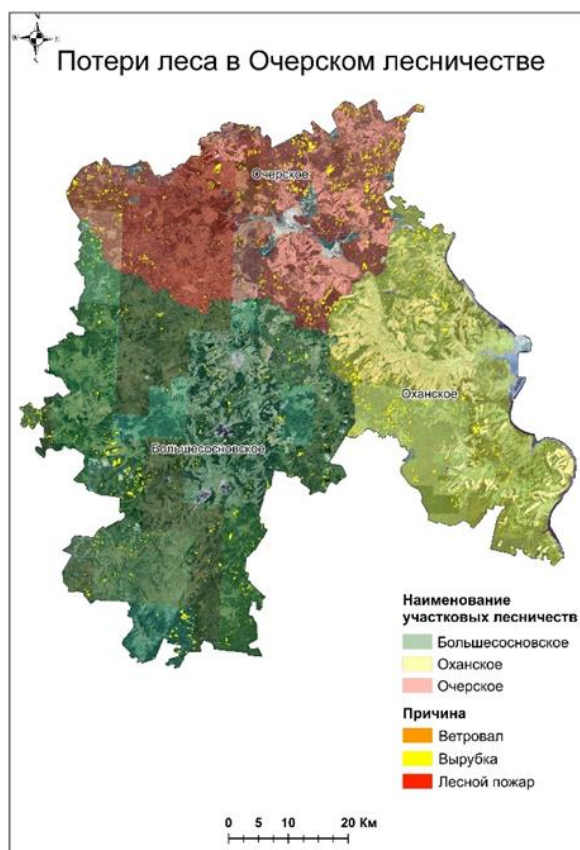 N
W
E
S
Потери леса в Очерском лесничестве
Очерское
Оханское
Большесосновское
Наименование
участковых лесничеств
Большесосновское
Оханское
Очерское
Причина
Ветровал
Вырубка
Лесной пожар
0 5 10 20 Км